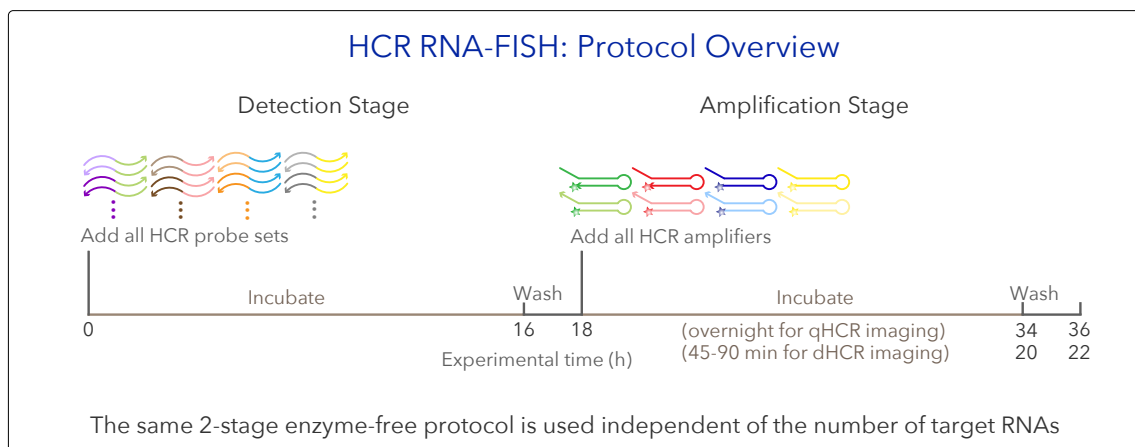 HCR RNA-FISH: Protocol Overview
Detection Stage
Amplification Stage
Add all HCR probe sets
Add all HCR amplifiers
Incubate
Wash
Incubate
Wash
0
16
18
(overnight for qHCR imaging)
34
36
Experimental time (h)
(45-90 min for dHCR imaging)
20
22
The same 2-stage enzyme-free protocol is used independent of the number of target RNAs